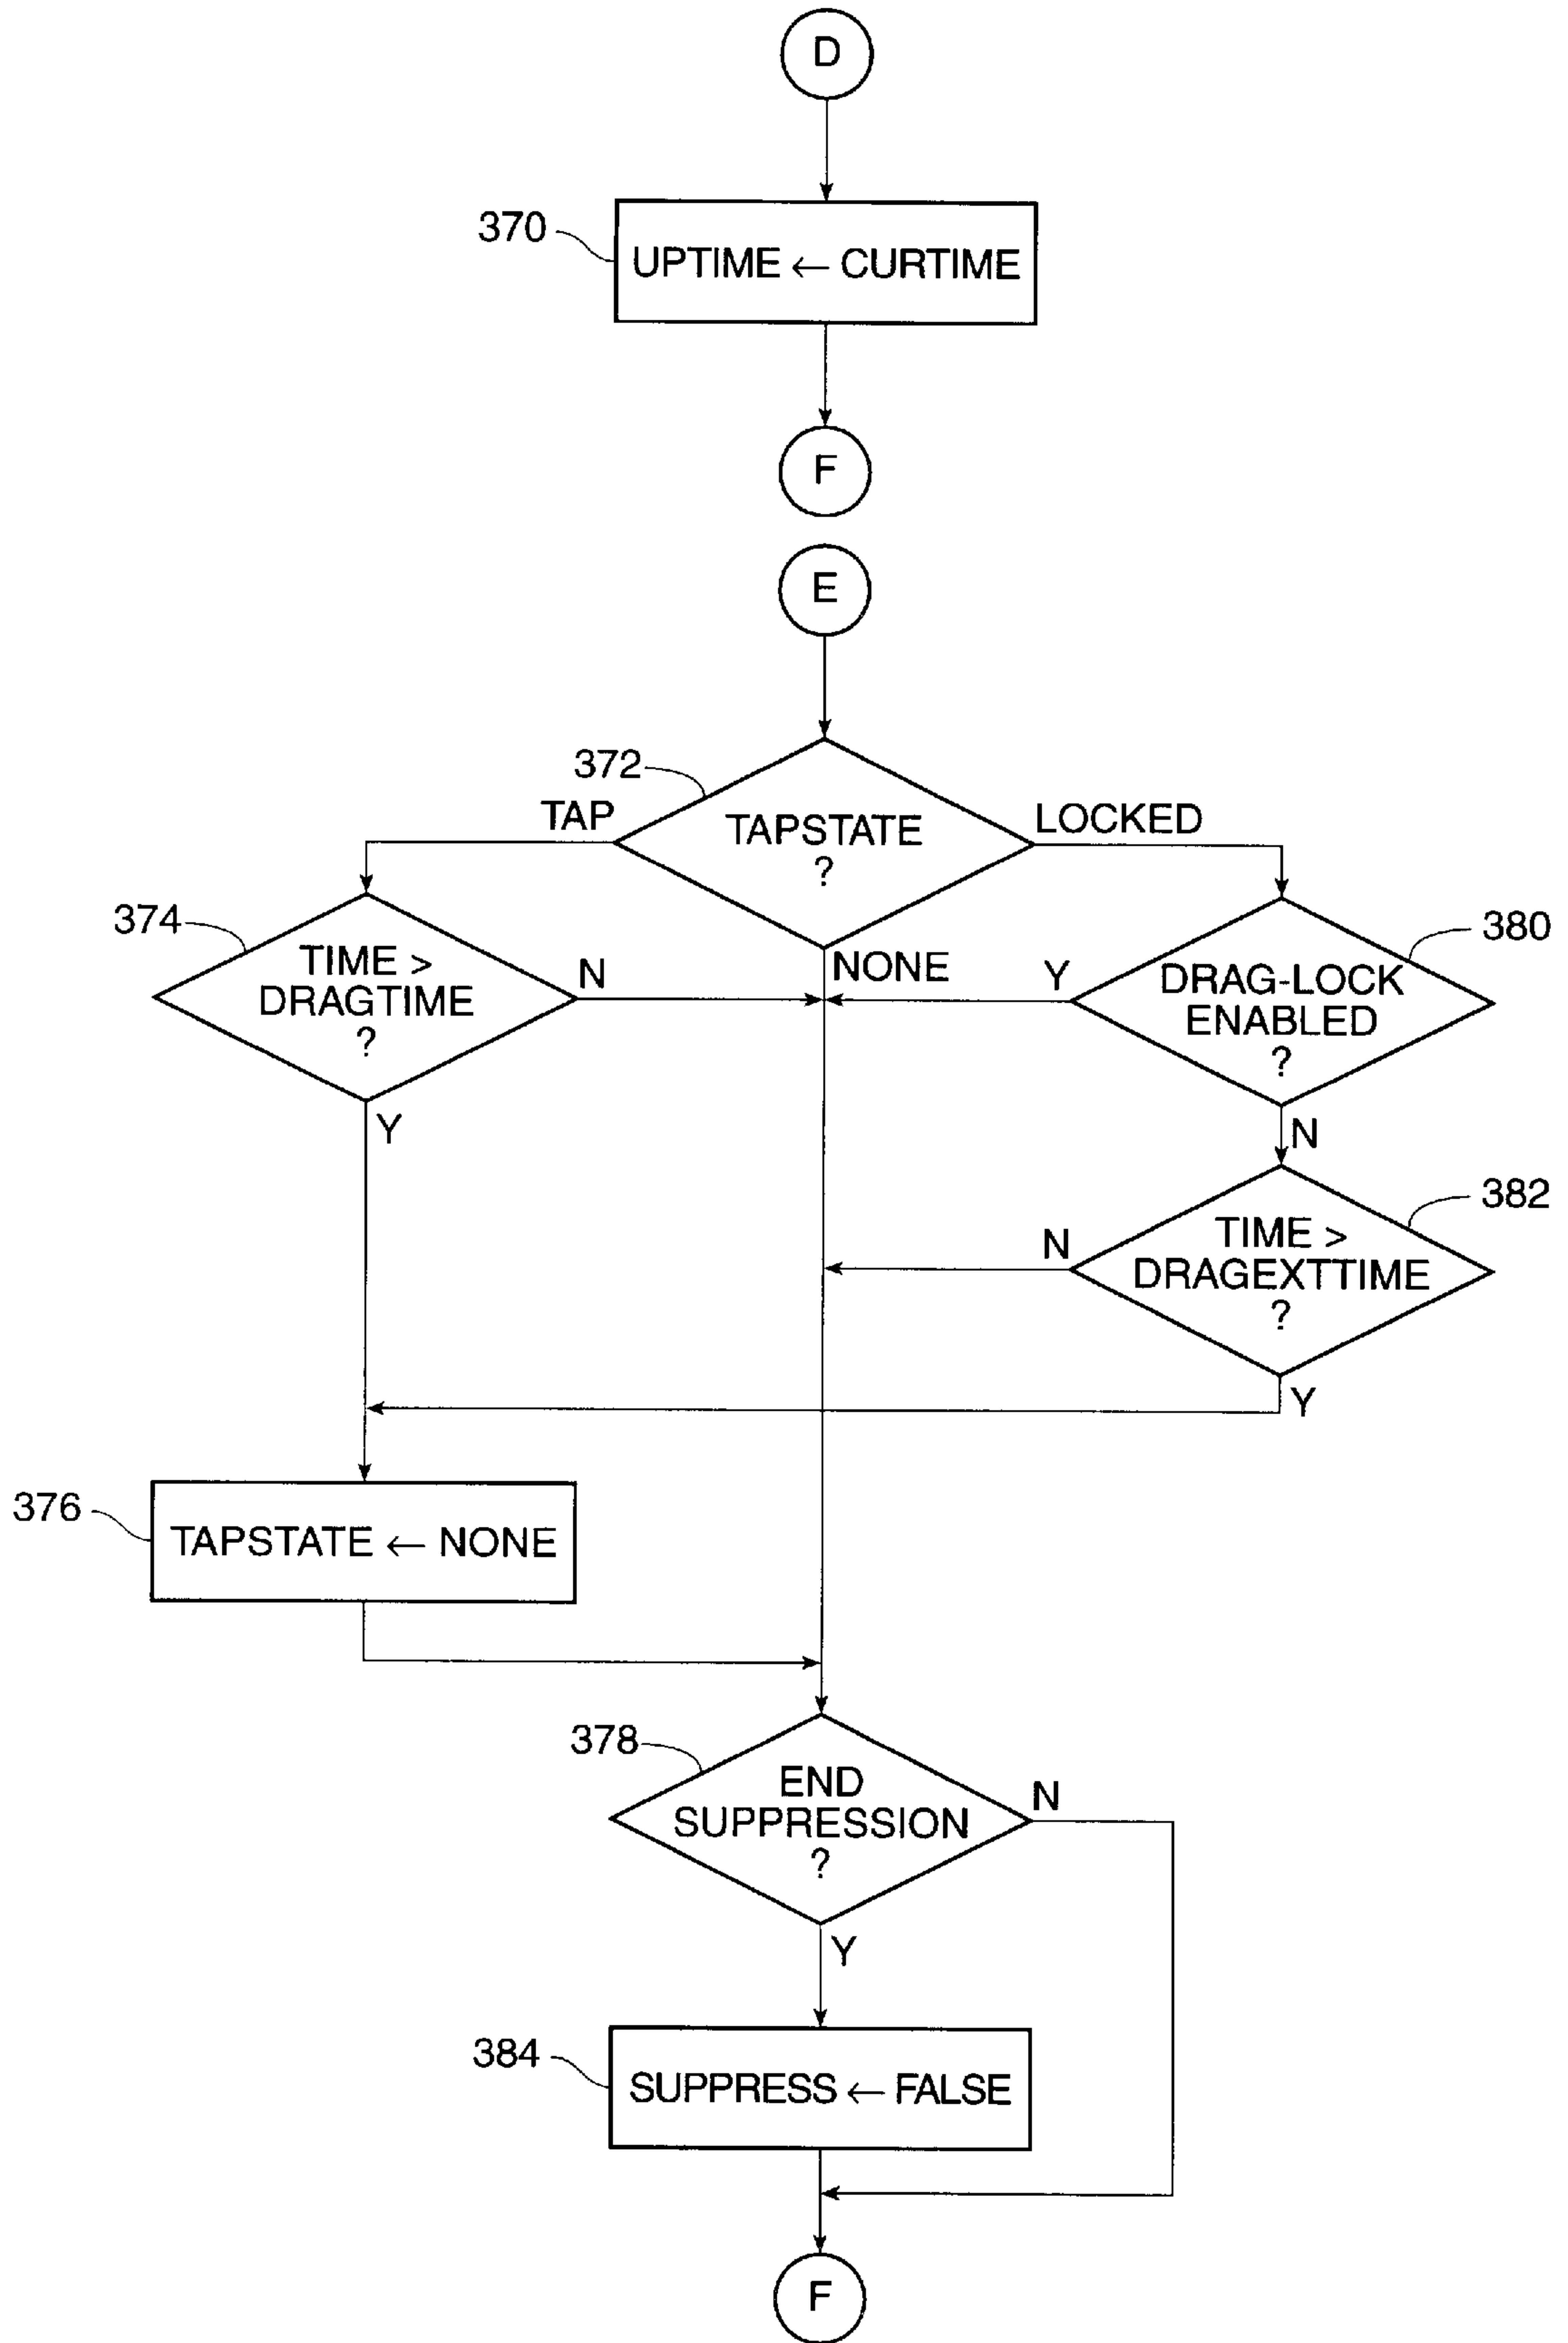 D
370
UPTIME ← CURTIME
F
E
372
TAP
TAPSTATE
?
LOCKED
374
TIME >
DRAGTIME
?
N
NONE
Y
DRAG-LOCK
ENABLED
?
380
Y
N
382
N
TIME >
DRAGEXTTIME
?
Y
376
TAPSTATE ← NONE
378
END
SUPPRESSION
?
N
Y
384
SUPPRESS ← FALSE
F